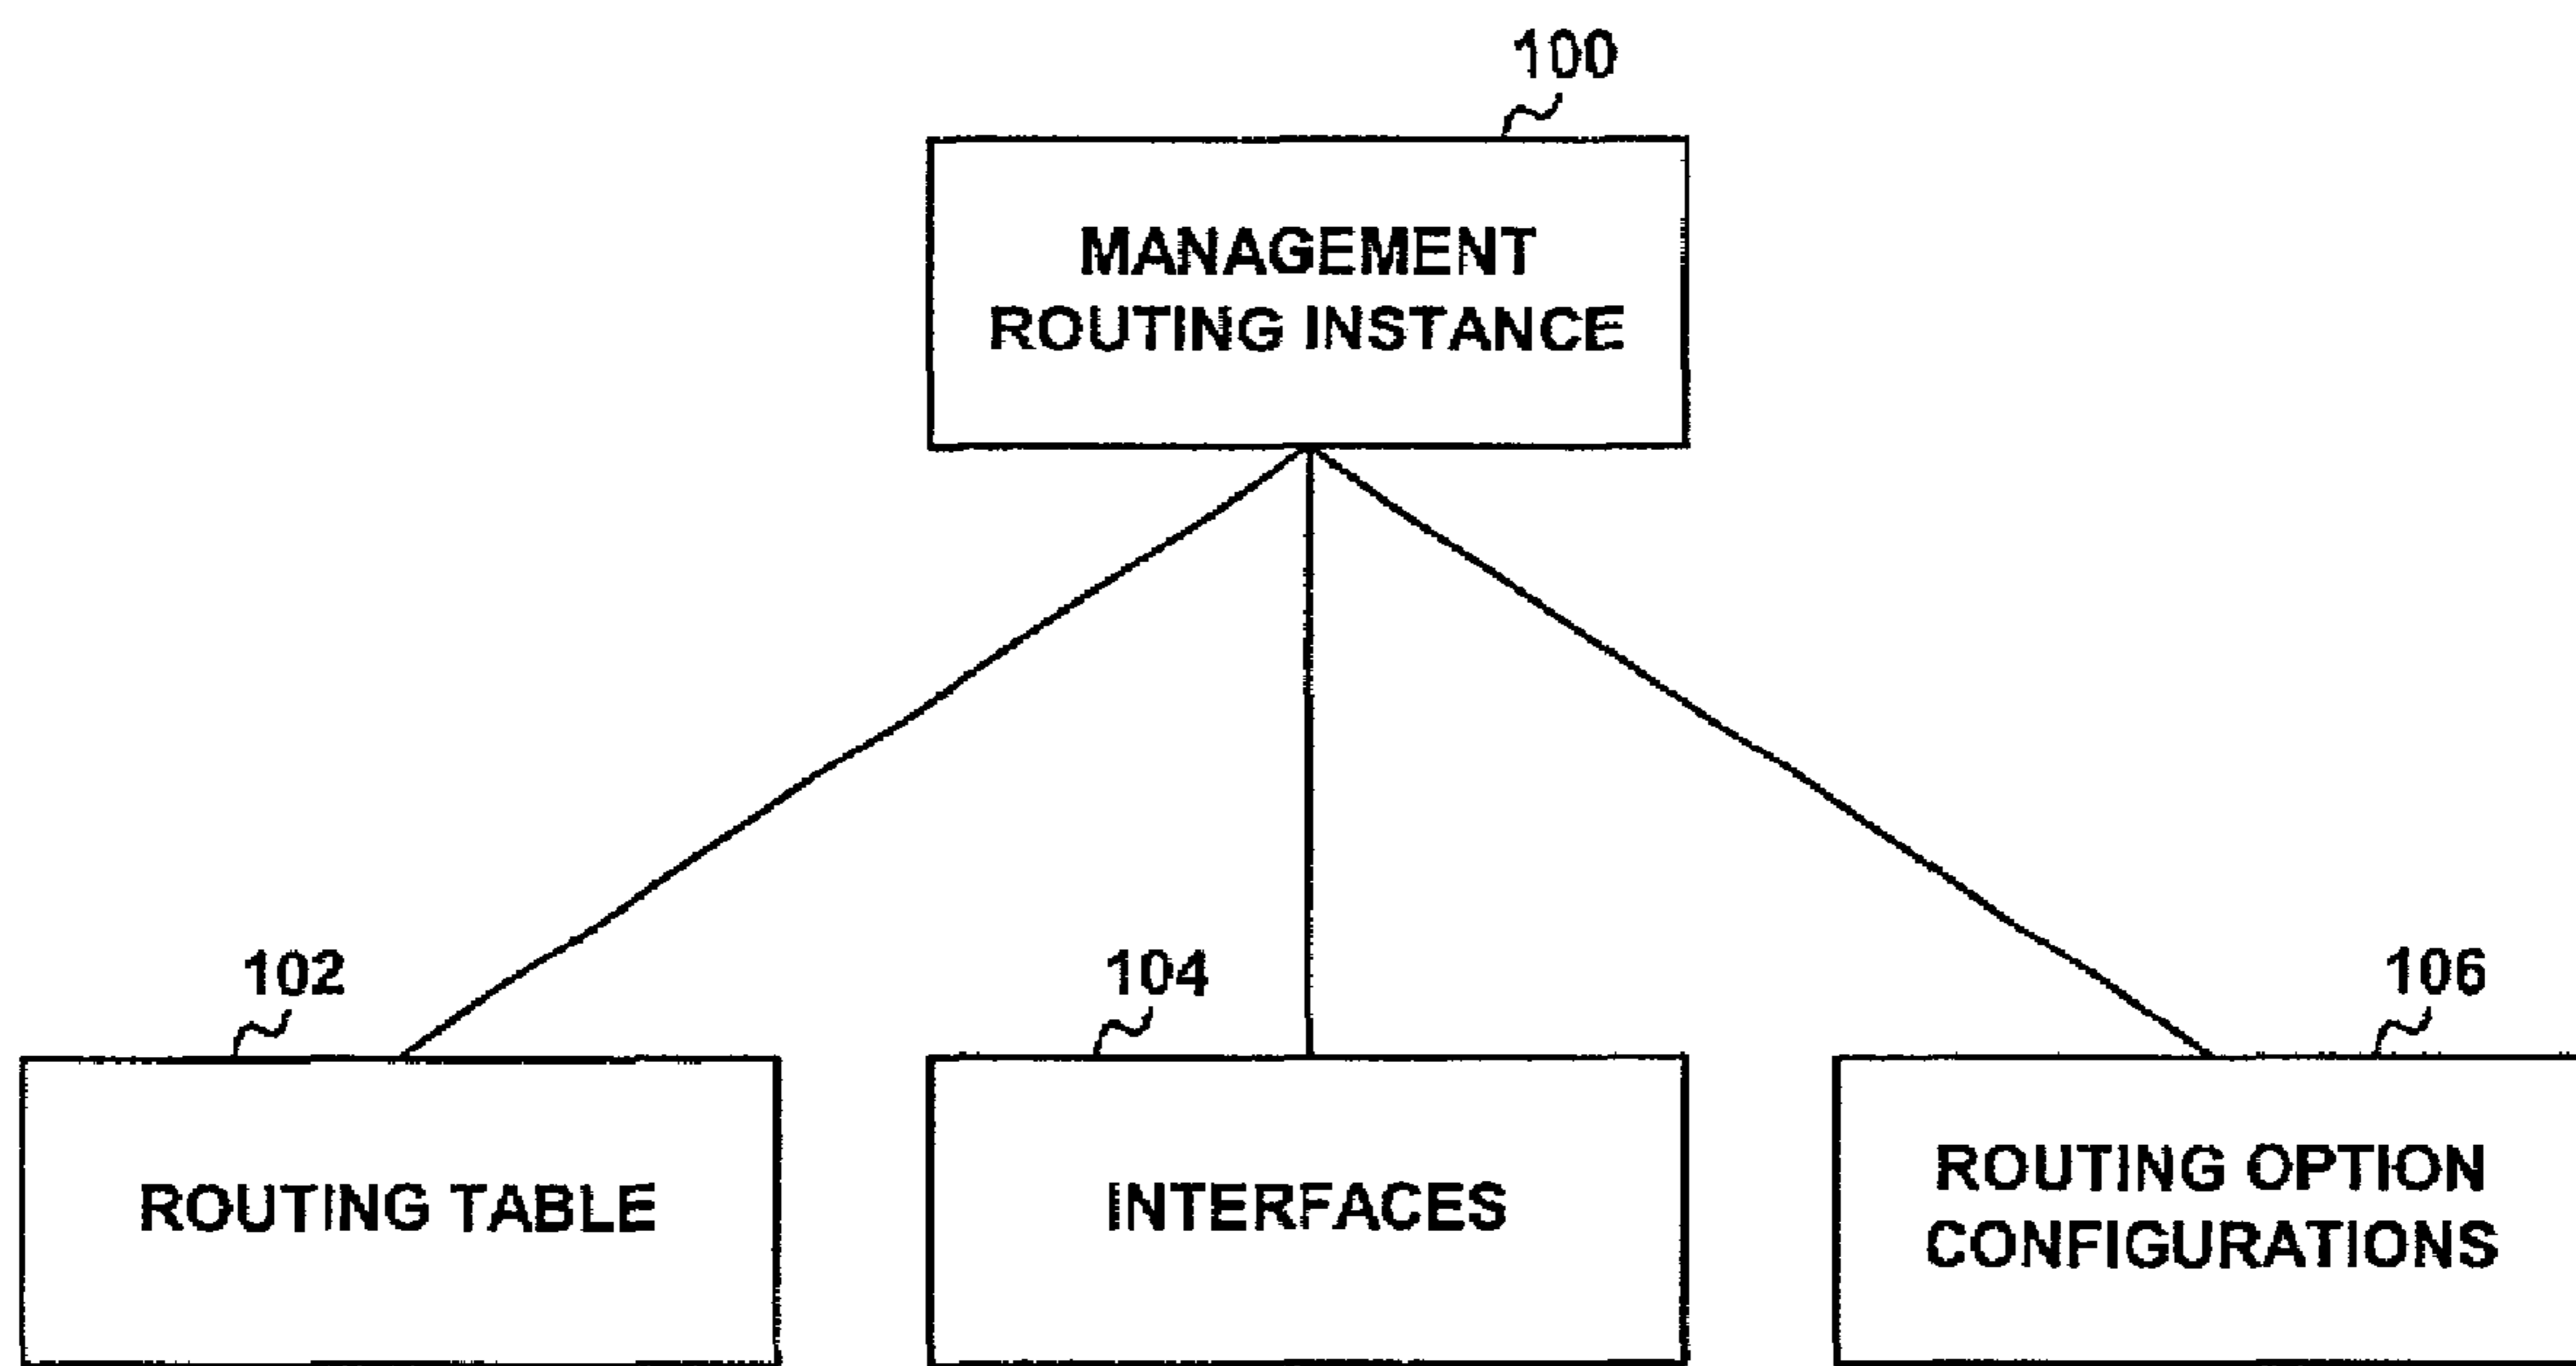 100
MANAGEMENT
ROUTING INSTANCE
102
104
106
ROUTING TABLE
INTERFACES
ROUTING OPTION
CONFIGURATIONS